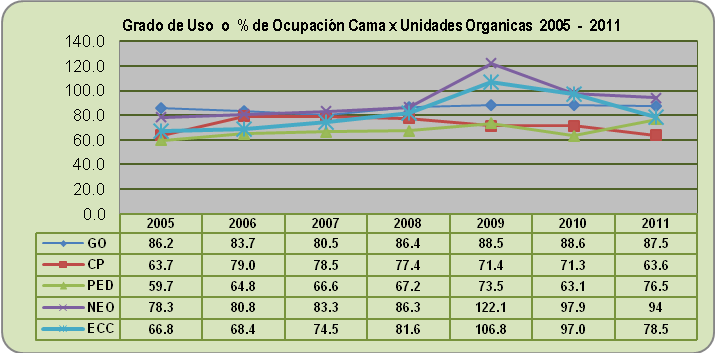 Grado de Uso o % de Ocupación Cama x Unidades Organicas 2005 - 2011
140.0
120.0
100.0
80.0
60.0
40.0
20.0
0.0
2005 2006 2007 2008 2009 2010 2011
GO 86.2 83.7 80.5 86.4 88.5 88.6 87.5
CP 63.7 79.0 78.5 77.4 71.4 71.3 63.6
PED 59.7 64.8 66.6 67.2 73.5 63.1 76.5
NEO 78.3 80.8 83.3 86.3 122.1 97.9 94
ECC 66.8 68.4 74.5 81.6 106.8 97.0 78.5